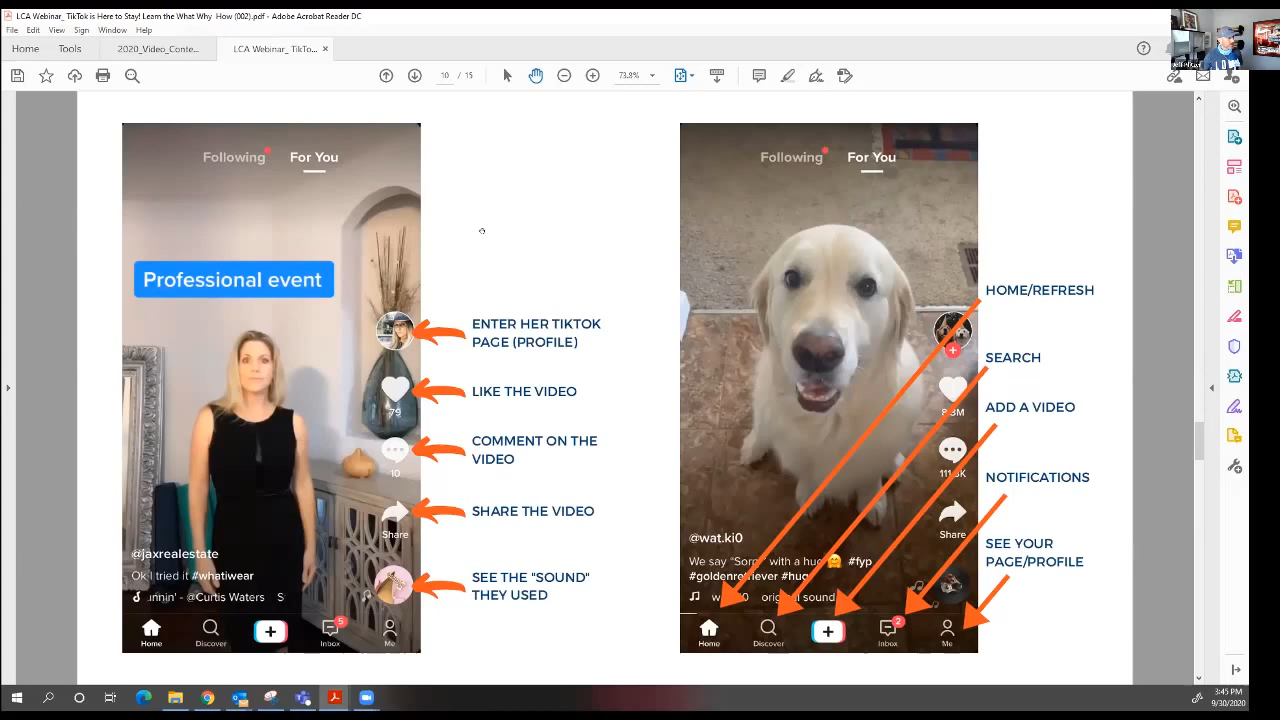 LCA Webinar_ TikTok is Here to Stay! Learn the What Why How (002).pdf - Adobe Acrobat Reader DC
File Edit View Sign Window Help
Home Tools 2020_Video_Conte... LCA Webinar_ TikTo... ×
10 / 15 73.8%
Following For You
Professional event
79
10
Share
@jaxrealestate
Ok I tried it #whatiwear
- @Curtis Waters S
5
Home Discover Inbox Me
ENTER HER TIKTOK
PAGE (PROFILE)
LIKE THE VIDEO
COMMENT ON THE
VIDEO
SHARE THE VIDEO
SEE THE "SOUND"
THEY USED
Following For You
Share
@wat.ki0
We say "Sorry" with a hug 🤗 #fyp
#goldenretriever #hug
original sound
2
Home Discover Inbox Me
HOME/REFRESH
SEARCH
ADD A VIDEO
NOTIFICATIONS
SEE YOUR
PAGE/PROFILE
3:45 PM
9/30/2020